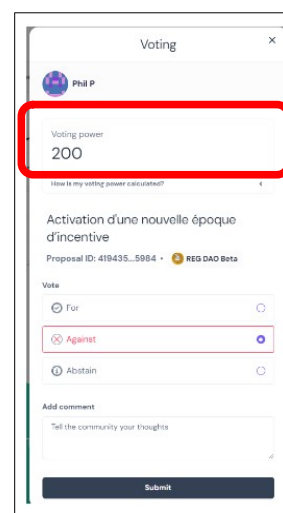 Voting
Phil P
Voting power
200
How is my voting power calculated?
Activation d'une nouvelle époque
d'incentive
Proposal ID: 419435...5984 • REG DAO Beta
Vote
For
Against
Abstain
Add comment
Tell the community your thoughts
Submit